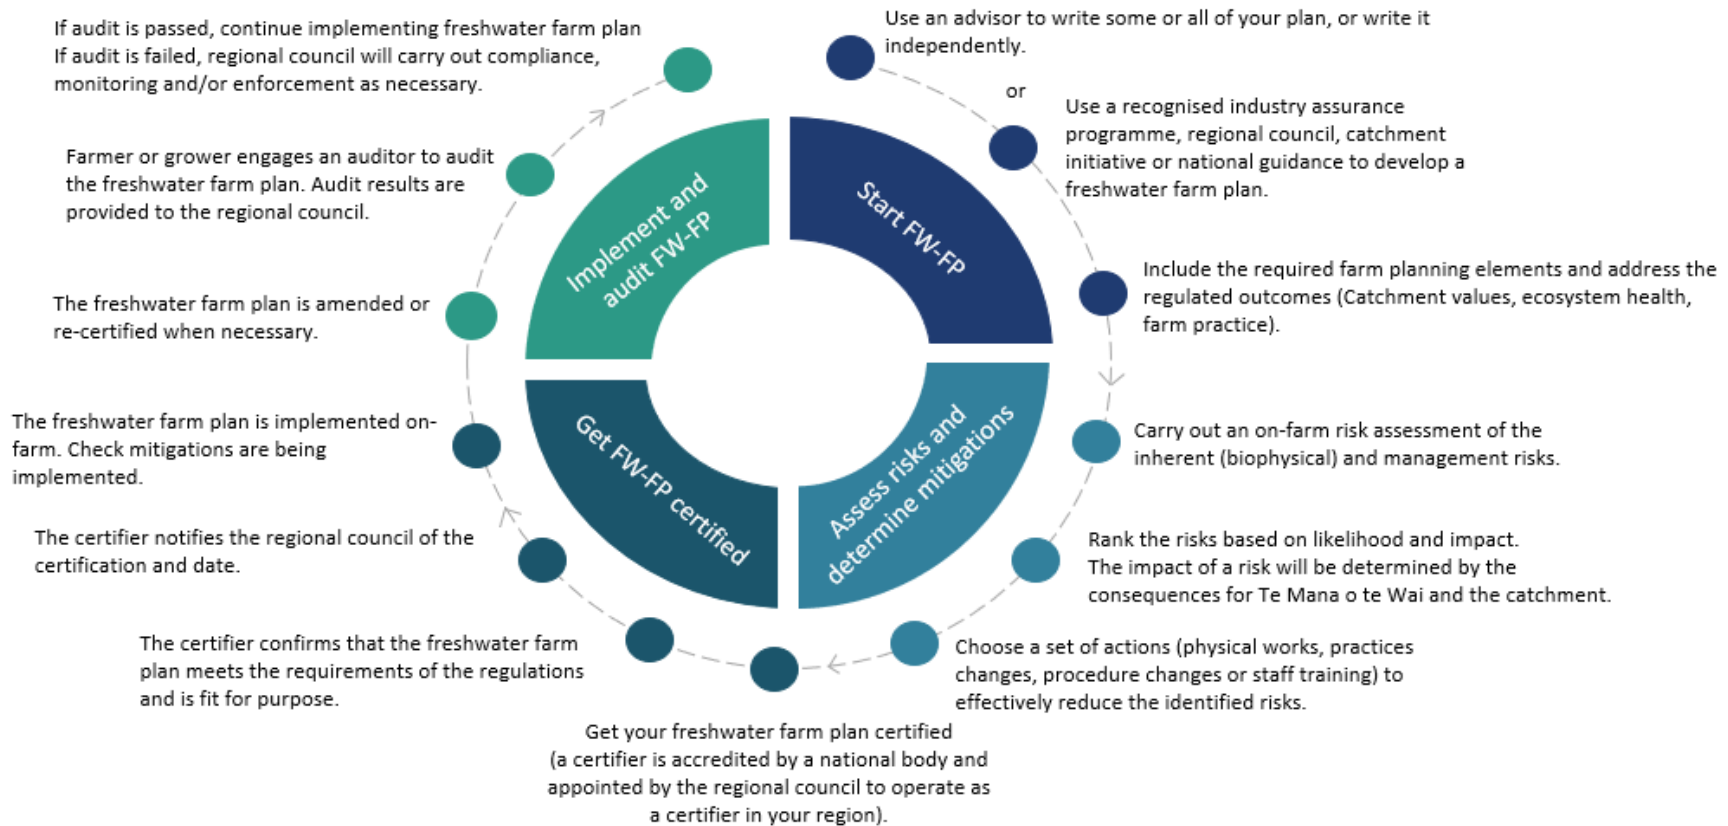 Use an advisor to write some or all of your plan, or write it
independently.
or
Use a recognised industry assurance
programme, regional council, catchment
initiative or national guidance to develop a
freshwater farm plan.
Include the required farm planning elements and address the
regulated outcomes (Catchment values, ecosystem health,
farm practice).
Carry out an on-farm risk assessment of the
inherent (biophysical) and management risks.
Rank the risks based on likelihood and impact.
The impact of a risk will be determined by the
consequences for Te Mana o te Wai and the catchment.
Choose a set of actions (physical works, practices
changes, procedure changes or staff training) to
effectively reduce the identified risks.
Get your freshwater farm plan certified
(a certifier is accredited by a national body and
appointed by the regional council to operate as
a certifier in your region).
The certifier confirms that the freshwater farm
plan meets the requirements of the regulations
and is fit for purpose.
The certifier notifies the regional council of the
certification and date.
The freshwater farm plan is implemented on-
farm. Check mitigations are being
implemented.
The freshwater farm plan is amended or
re-certified when necessary.
Farmer or grower engages an auditor to audit
the freshwater farm plan. Audit results are
provided to the regional council.
If audit is passed, continue implementing freshwater farm plan
If audit is failed, regional council will carry out compliance,
monitoring and/or enforcement as necessary.
Start FW-FP
Assess risks and
determine mitigations
Get FW-FP certified
Implement and
audit FW-FP